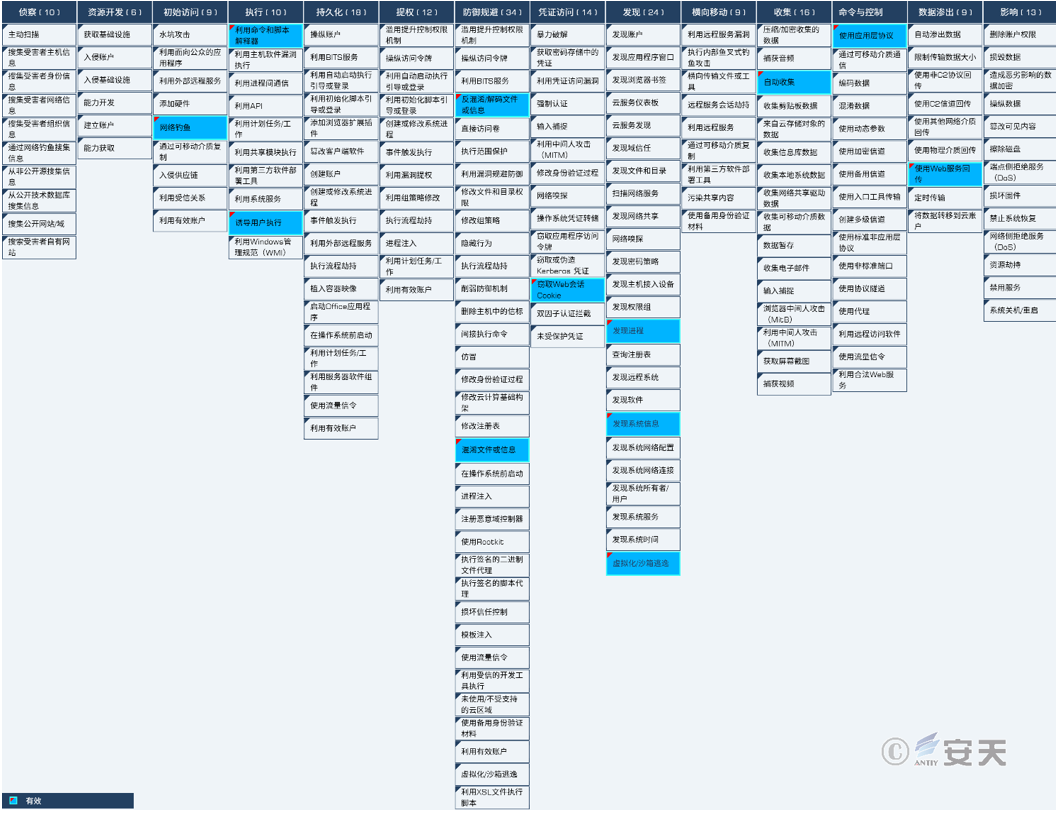 侦察（10）
主动扫描
搜集受害者主机信
息
搜集受害者身份信
息
搜集受害者网络信
息
搜集受害者组织信
息
通过网络钓鱼搜集
信息
从非公开源搜集信
息
从公开技术数据库
搜集信息
搜集公开网站/域
搜索受害者自有网
站
资源开发（6）
获取基础设施
入侵账户
入侵基础设施
能力开发
建立账户
能力获取
初始访问（9）
水坑攻击
利用面向公众的应
用程序
利用外部远程服务
添加硬件
网络钓鱼
通过可移动介质复
制
入侵供应链
利用受信关系
利用有效账户
执行（10）
利用命令和脚本
解释器
利用主机软件漏洞
执行
利用进程间通信
利用API
利用计划任务/工
作
利用共享模块执行
利用第三方软件部
署工具
利用系统服务
诱导用户执行
利用Windows管
理规范（WMI）
持久化（18）
操纵账户
利用BITS服务
利用自动启动执行
引导或登录
利用初始化脚本引
导或登录
添加浏览器扩展插
件
篡改客户端软件
创建账户
创建或修改系统进
程
事件触发执行
利用外部远程服务
执行流程劫持
植入容器映像
启动Office应用程
序
在操作系统前启动
利用计划任务/工
作
利用服务器软件组
件
使用流量信令
利用有效账户
提权（12）
滥用提升控制权限
机制
操纵访问令牌
利用自动启动执行
引导或登录
利用初始化脚本引
导或登录
创建或修改系统进
程
事件触发执行
利用漏洞提权
利用组策略修改
执行流程劫持
进程注入
利用计划任务/工
作
利用有效账户
防御规避（34）
滥用提升控制权限
机制
操纵访问令牌
利用BITS服务
反混淆/解码文件
或信息
直接访问卷
执行范围保护
利用漏洞规避防御
修改文件和目录权
限
修改组策略
隐藏行为
执行流程劫持
削弱防御机制
删除主机中的信标
间接执行命令
仿冒
修改身份验证过程
修改云计算基础构
架
修改注册表
混淆文件或信息
在操作系统前启动
进程注入
注册恶意域控制器
使用Rootkit
执行签名的二进制
文件代理
执行签名的脚本代
理
损坏信任控制
模板注入
使用流量信令
利用受信的开发工
具执行
未使用/不受支持
的云区域
使用备用身份验证
材料
利用有效账户
虚拟化/沙箱逃逸
利用XSL文件执行
脚本
凭证访问（14）
暴力破解
获取密码存储中的
凭证
利用凭证访问漏洞
强制认证
输入捕捉
利用中间人攻击
（MITM）
修改身份验证过程
网络嗅探
操作系统凭证转储
窃取应用程序访问
令牌
窃取或伪造
Kerberos 凭证
窃取Web会话
Cookie
双因子认证拦截
未受保护凭证
发现（24）
发现账户
发现应用程序窗口
发现浏览器书签
云服务仪表板
云服务发现
发现域信任
发现文件和目录
扫描网络服务
发现网络共享
网络嗅探
发现密码策略
发现主机接入设备
发现权限组
发现进程
查询注册表
发现远程系统
发现软件
发现系统信息
发现系统网络配置
发现系统网络连接
发现系统所有者/
用户
发现系统服务
发现系统时间
虚拟化/沙箱逃逸
横向移动（9）
利用远程服务漏洞
执行内部鱼叉式钓
鱼攻击
横向传输文件或工
具
远程服务会话劫持
利用远程服务
通过可移动介质复
制
利用第三方软件部
署工具
污染共享内容
使用备用身份验证
材料
收集（16）
压缩/加密收集的
数据
捕获音频
自动收集
收集剪贴板数据
来自云存储对象的
数据
收集信息库数据
收集本地系统数据
收集网络共享驱动
数据
收集可移动介质数
据
数据暂存
收集电子邮件
输入捕捉
浏览器中间人攻击
（MitB）
利用中间人攻击
（MITM）
获取屏幕截图
捕获视频
命令与控制
使用应用层协议
通过可移动介质通
信
编码数据
混淆数据
使用动态参数
使用加密信道
使用备用信道
使用入口工具传输
创建多级信道
使用标准非应用层
协议
使用非标准端口
使用协议隧道
使用代理
利用远程访问软件
使用流量信令
利用合法Web服
务
数据渗出（9）
自动渗出数据
限制传输数据大小
使用非C2协议回
传
使用C2信道回传
使用其他网络介质
回传
使用物理介质回传
使用Web服务回
传
定时传输
将数据转移到云账
户
影响（13）
删除账户权限
损毁数据
造成恶劣影响的数
据加密
操纵数据
篡改可见内容
擦除磁盘
端点侧拒绝服务
（DoS）
损坏固件
禁止系统恢复
网络侧拒绝服务
（DoS）
资源劫持
禁用服务
系统关机/重启
© 安天
ANTIY
有效